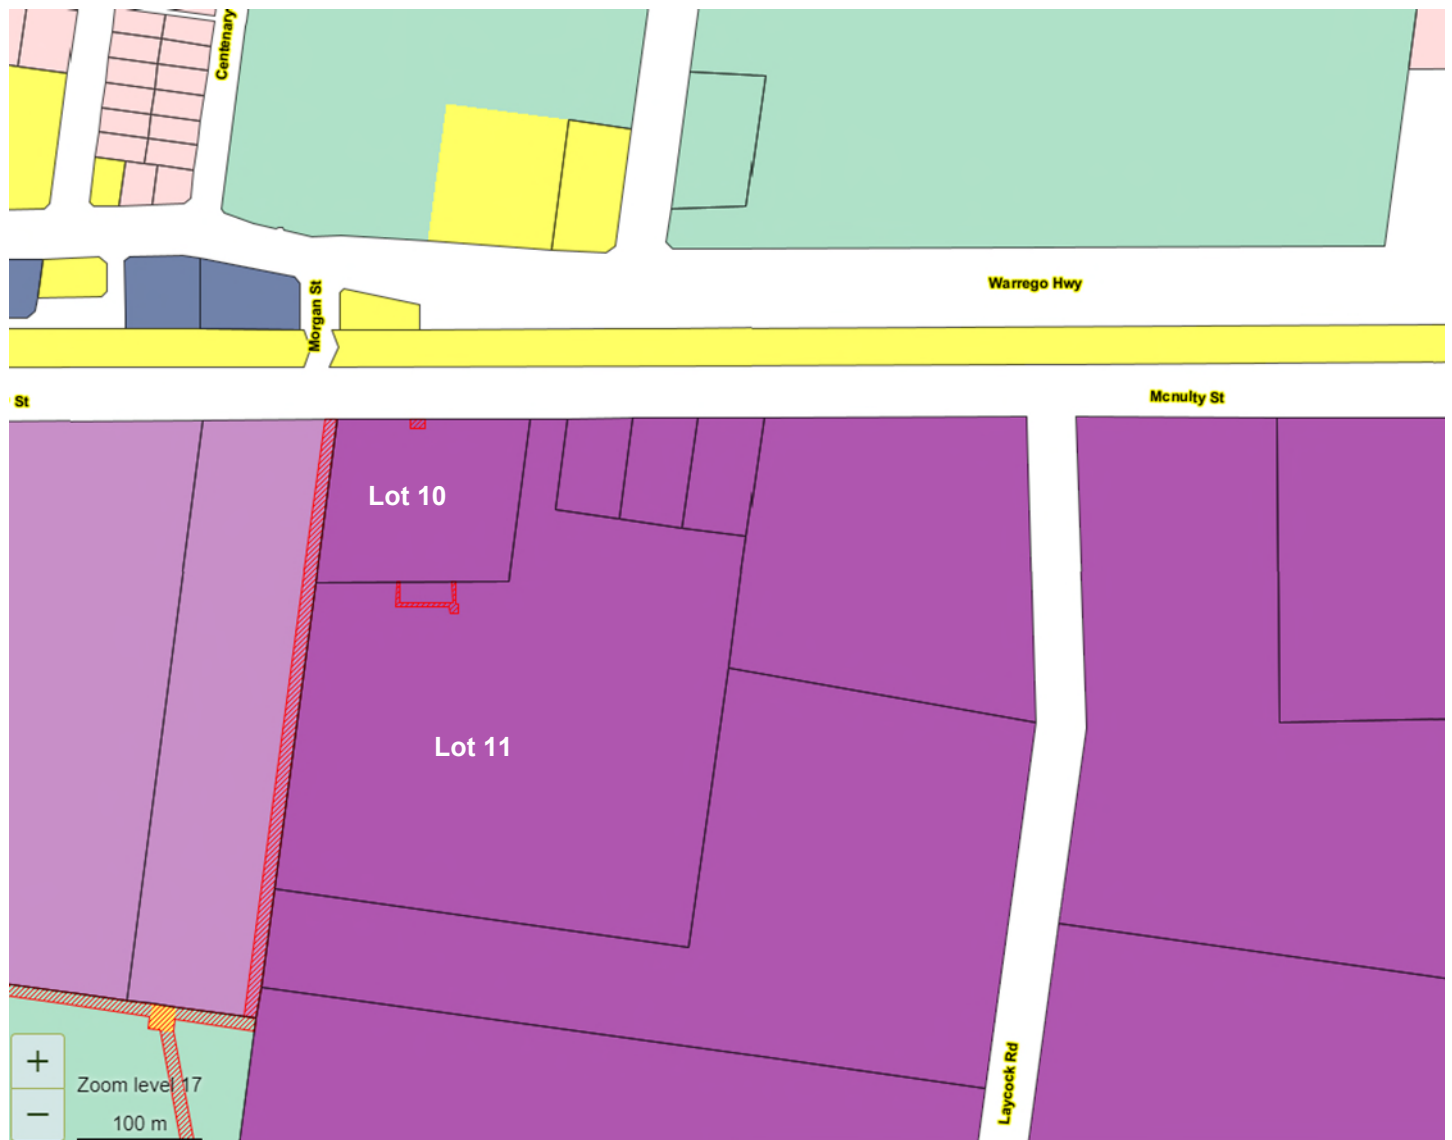 Centenary
Warrego Hwy
Morgan St
St
Mcnulty St
Lot 10
Lot 11
Laycock Rd
+
−
Zoom level 17
100 m